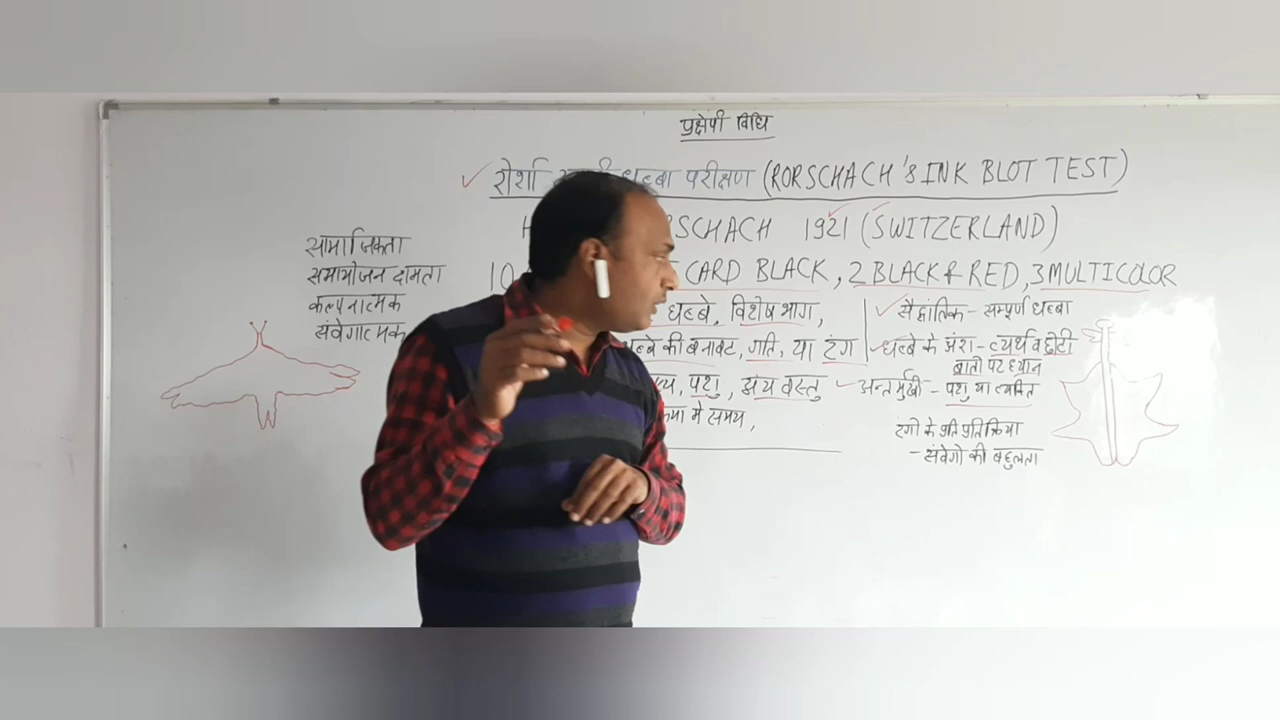 प्रक्षेपी विधि
रोर्शा धब्बा परीक्षण (RORSCHACH'S INK BLOT TEST)
RSCHACH 1921 (SWITZERLAND)
10 CARD BLACK, 2 BLACK & RED, 3 MULTICOLOR
सामाजिकता
समायोजन क्षमता
कल्पनात्मक
संवेगात्मक
धब्बे, विशेष भाग,
धब्बे की बनावट, गति, या रंग
पशु, अन्य वस्तु
में समय,
सैद्धांतिक - सम्पूर्ण धब्बा
धब्बे के अंश - व्यर्थ व छोटी
बातों पर ध्यान
अन्तर्मुखी - पशु या व्यक्ति
रंगो के प्रति प्रतिक्रिया
- संवेगो की बहुलता